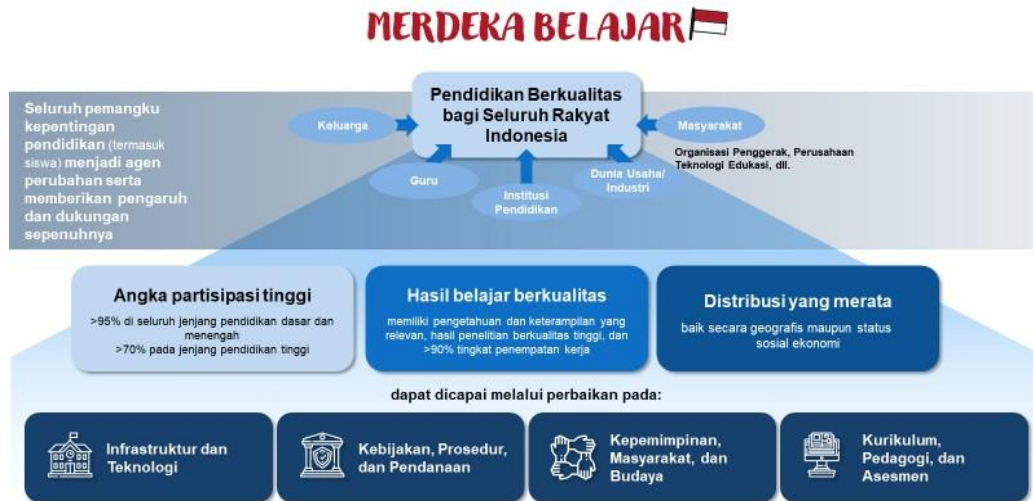 MERDEKA BELAJAR
Seluruh pemangku
kepentingan
pendidikan (termasuk
siswa) menjadi agen
perubahan serta
memberikan pengaruh
dan dukungan
sepenuhnya
Pendidikan Berkualitas
bagi Seluruh Rakyat
Indonesia
Keluarga
Guru
Institusi
Pendidikan
Dunia Usaha/
Industri
Masyarakat
Organisasi Penggerak, Perusahaan
Teknologi Edukasi, dll.
Angka partisipasi tinggi
>95% di seluruh jenjang pendidikan dasar dan
menengah
>70% pada jenjang pendidikan tinggi
Hasil belajar berkualitas
memiliki pengetahuan dan keterampilan yang
relevan, hasil penelitian berkualitas tinggi, dan
>90% tingkat penempatan kerja
Distribusi yang merata
baik secara geografis maupun status
sosial ekonomi
dapat dicapai melalui perbaikan pada:
Infrastruktur dan
Teknologi
Kebijakan, Prosedur,
dan Pendanaan
Kepemimpinan,
Masyarakat, dan
Budaya
Kurikulum,
Pedagogi, dan
Asesmen